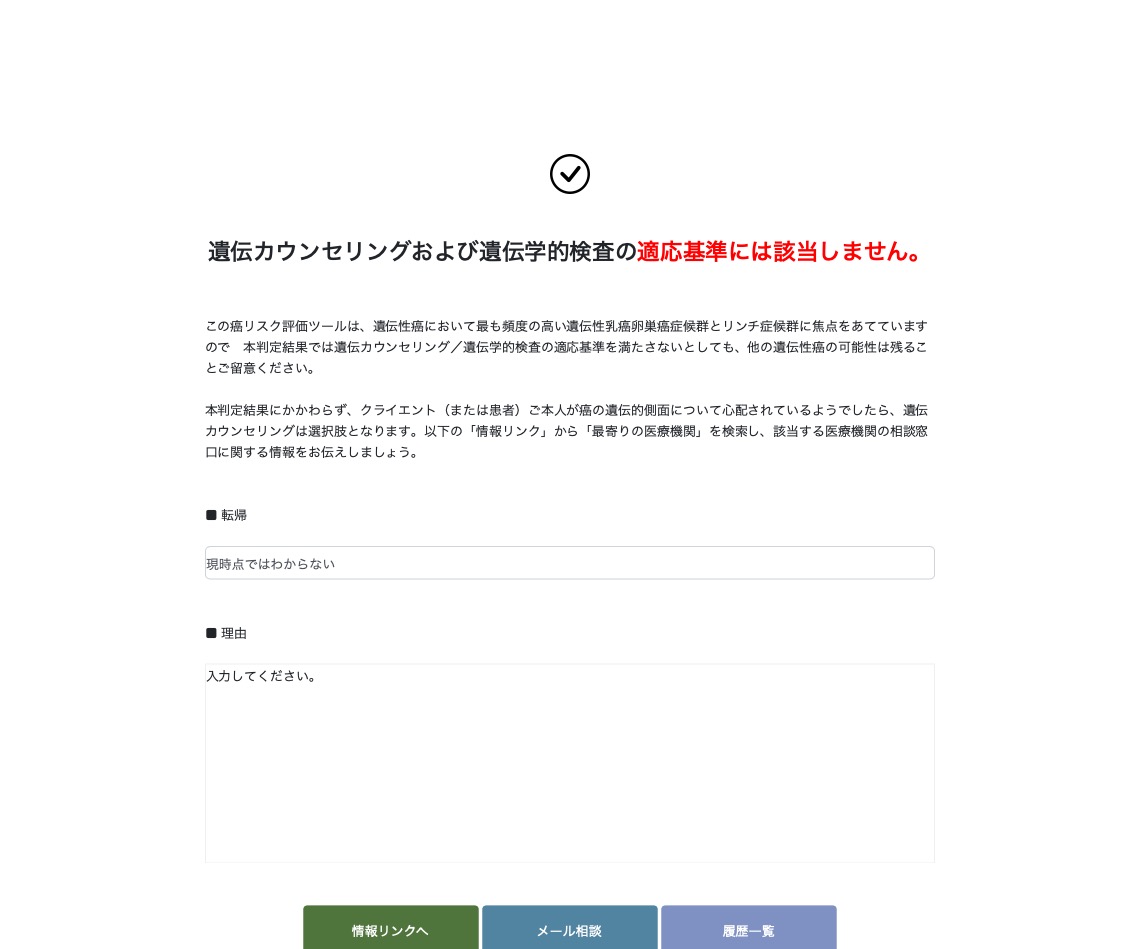 遺伝カウンセリングおよび遺伝学的検査の適応基準には該当しません。
この癌リスク評価ツールは、遺伝性癌において最も頻度の高い遺伝性乳癌卵巣癌症候群とリンチ症候群に焦点をあてています
ので　本判定結果では遺伝カウンセリング／遺伝学的検査の適応基準を満たさないとしても、他の遺伝性癌の可能性は残るこ
とご留意ください。
本判定結果にかかわらず、クライエント（または患者）ご本人が癌の遺伝的側面について心配されているようでしたら、遺伝
カウンセリングは選択肢となります。以下の「情報リンク」から「最寄りの医療機関」を検索し、該当する医療機関の相談窓
口に関する情報をお伝えしましょう。
■ 転帰
現時点ではわからない
■ 理由
入力してください。
情報リンクへ メール相談 履歴一覧